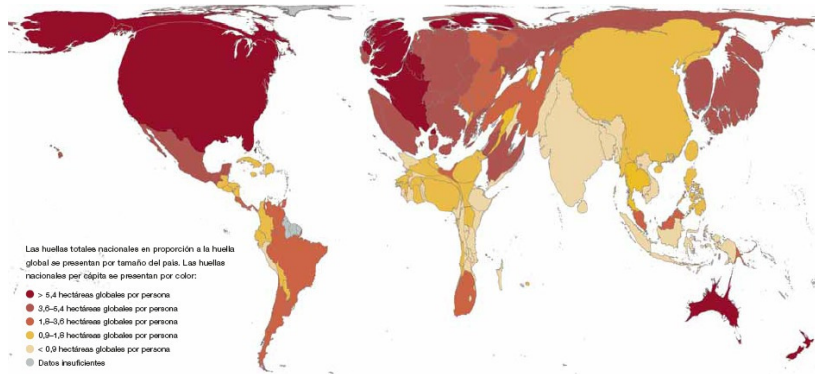 Las huellas totales nacionales en proporción a la huella
global se presentan por tamaño del pais. Las huellas
nacionales per cápita se presentan por color:
> 5,4 hectáreas globales por persona
3,6–5,4 hectáreas globales por persona
1,8–3,6 hectáreas globales por persona
0,9–1,8 hectáreas globales por persona
< 0,9 hectáreas globales por persona
Datos insuficientes